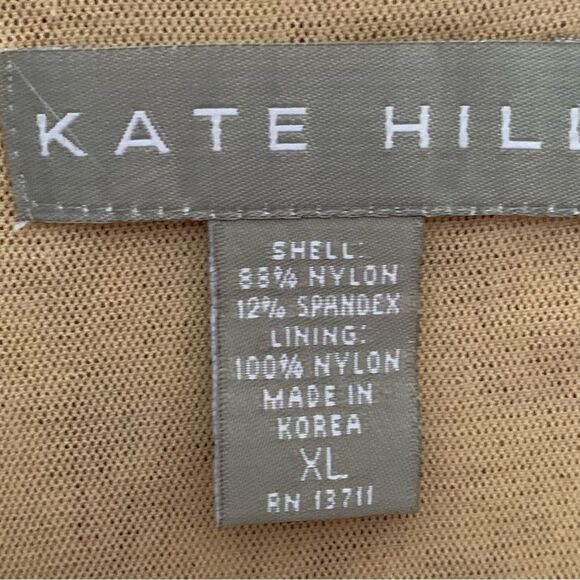 KATE HILL
SHELL:
88% NYLON
12% SPANDEX
LINING:
100% NYLON
MADE IN
KOREA
XL
RN 13711